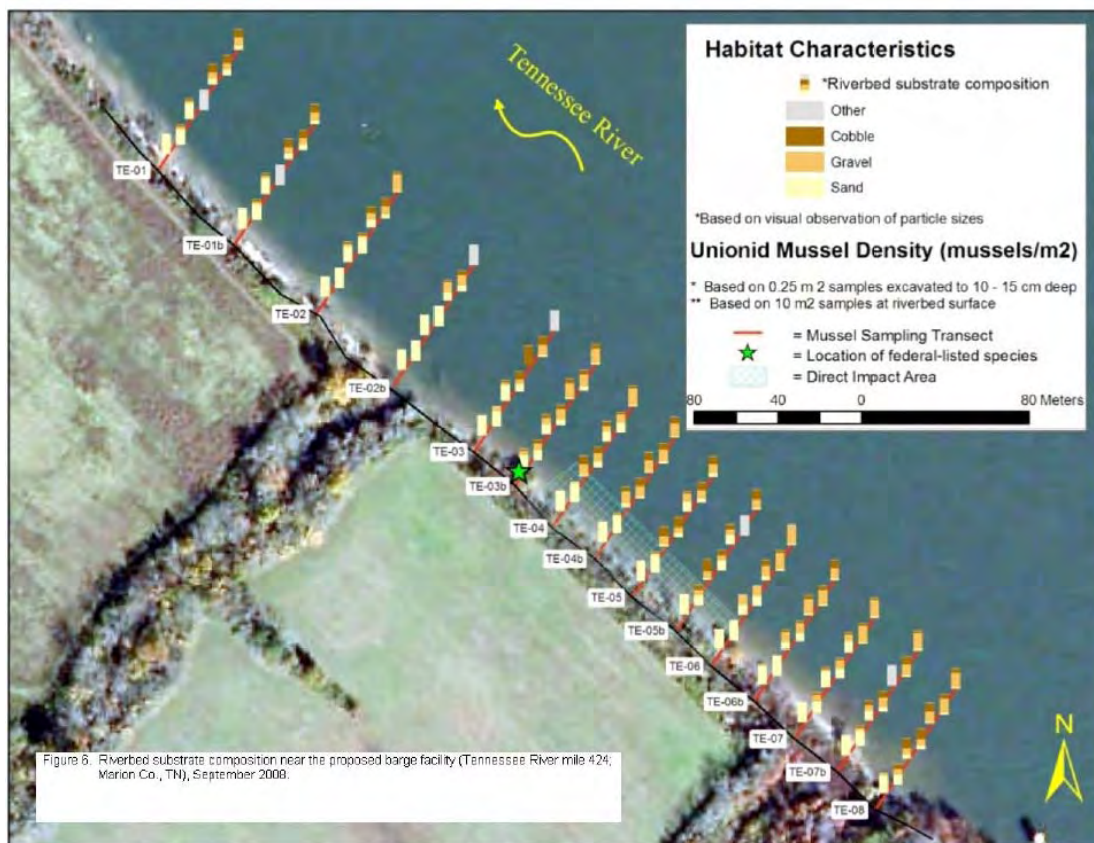 Habitat Characteristics
*Riverbed substrate composition
Other
Cobble
Gravel
Sand
*Based on visual observation of particle sizes
Unionid Mussel Density (mussels/m2)
* Based on 0.25 m 2 samples excavated to 10 - 15 cm deep
** Based on 10 m2 samples at riverbed surface
= Mussel Sampling Transect
= Location of federal-listed species
= Direct Impact Area
80 40 0 80 Meters
Tennessee River
TE-01
TE-01b
TE-02
TE-02b
TE-03
TE-03b
TE-04
TE-04b
TE-05
TE-05b
TE-06
TE-06b
TE-07
TE-07b
TE-08
N
Figure 6. Riverbed substrate composition near the proposed barge facility (Tennessee River mile 424;
Marion Co., TN), September 2008.